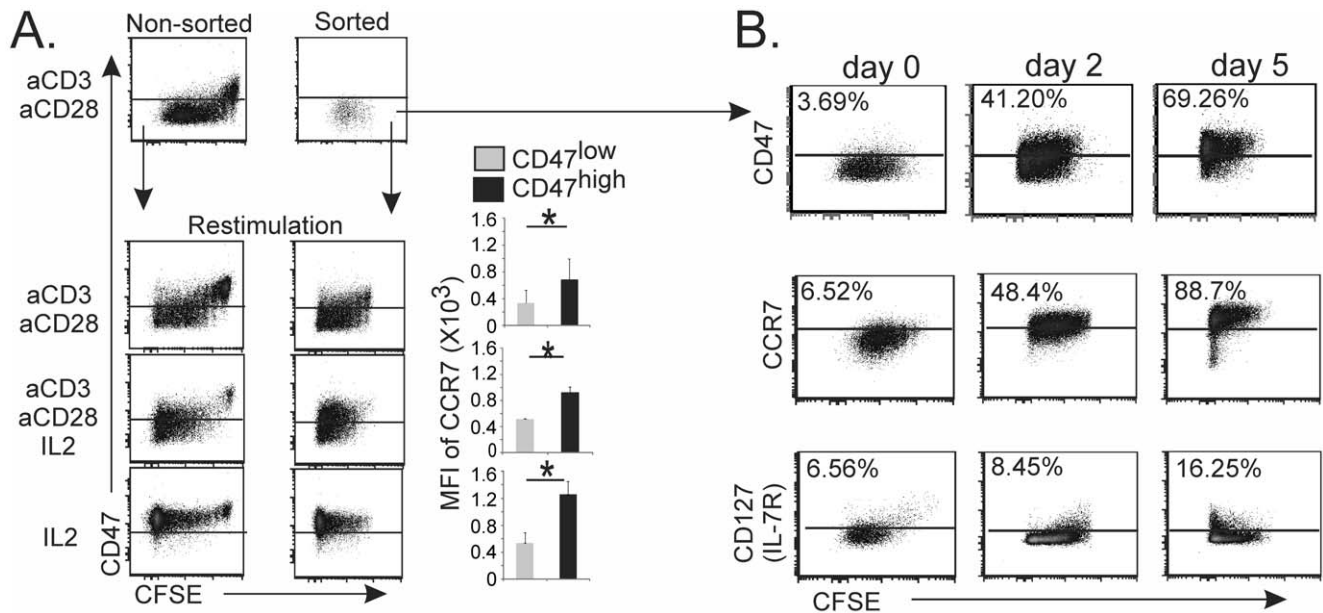 A.
Non-sorted
Sorted
aCD3
aCD28
CD47low
CD47high
Restimulation
aCD3
aCD28
aCD3
aCD28
IL2
IL2
CD47
CFSE
MFI of CCR7 (X10³)
1.6
*
1.2
0.8
0.4
0
1.6
*
1.2
0.8
0.4
0
1.6
*
1.2
0.8
0.4
0
B.
day 0
day 2
day 5
CD47
3.69%
41.20%
69.26%
CCR7
6.52%
48.4%
88.7%
CD127
(IL-7R)
6.56%
8.45%
16.25%
CFSE